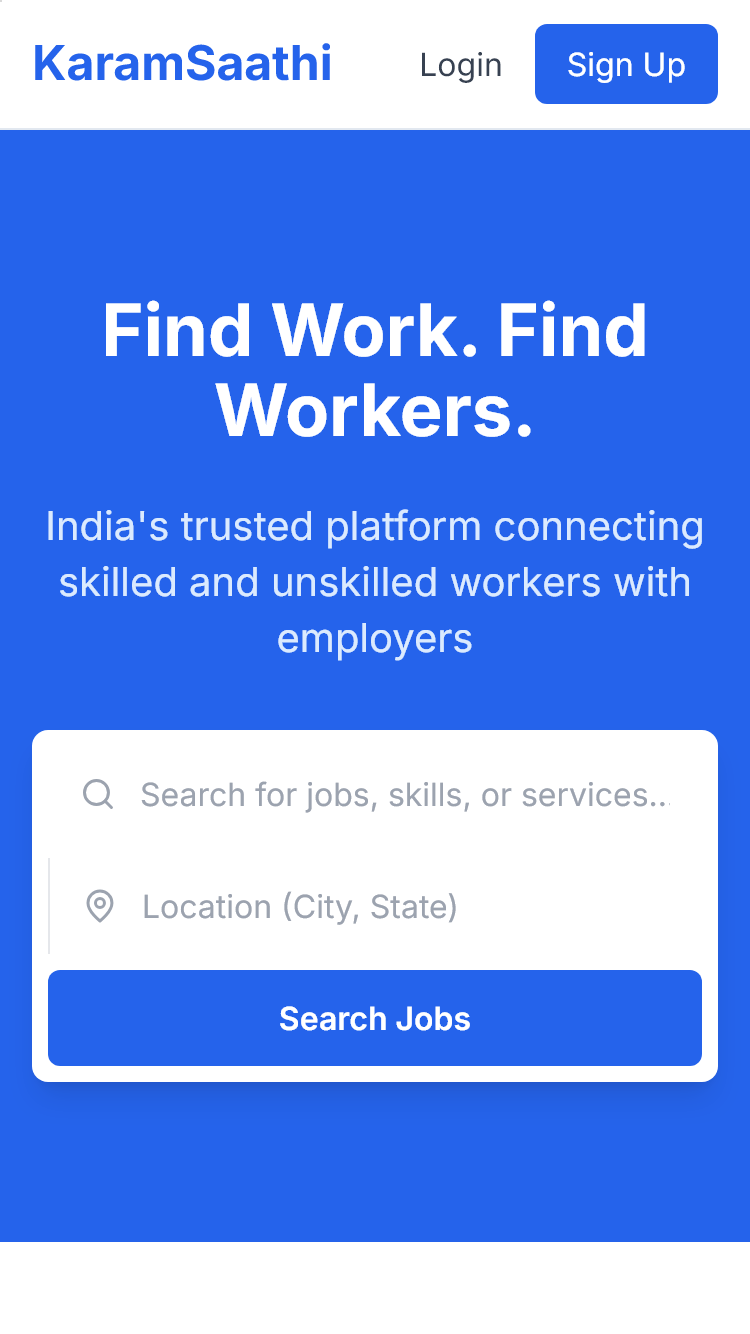 KaramSaathi
Login
Sign Up
Find Work. Find
Workers.
India's trusted platform connecting
skilled and unskilled workers with
employers
Search for jobs, skills, or services...
Location (City, State)
Search Jobs